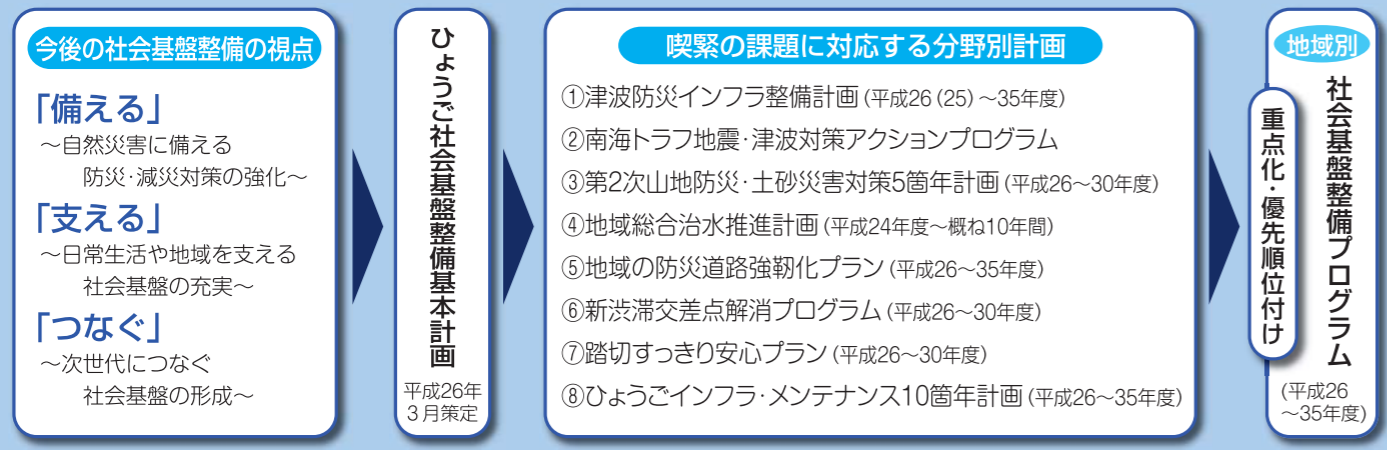 今後の社会基盤整備の視点
「備える」
～自然災害に備える
防災・減災対策の強化～
「支える」
～日常生活や地域を支える
社会基盤の充実～
「つなぐ」
～次世代につなぐ
社会基盤の形成～
ひょうご社会基盤整備基本計画
平成26年
3月策定
喫緊の課題に対応する分野別計画
①津波防災インフラ整備計画(平成26(25)～35年度)
②南海トラフ地震・津波対策アクションプログラム
③第2次山地防災・土砂災害対策5箇年計画(平成26～30年度)
④地域総合治水推進計画(平成24年度～概ね10年間)
⑤地域の防災道路強靭化プラン(平成26～35年度)
⑥新渋滞交差点解消プログラム(平成26～30年度)
⑦踏切すっきり安心プラン(平成26～30年度)
⑧ひょうごインフラ・メンテナンス10箇年計画(平成26～35年度)
地域別
社会基盤整備プログラム
重点化・優先順位付け
(平成26
～35年度)